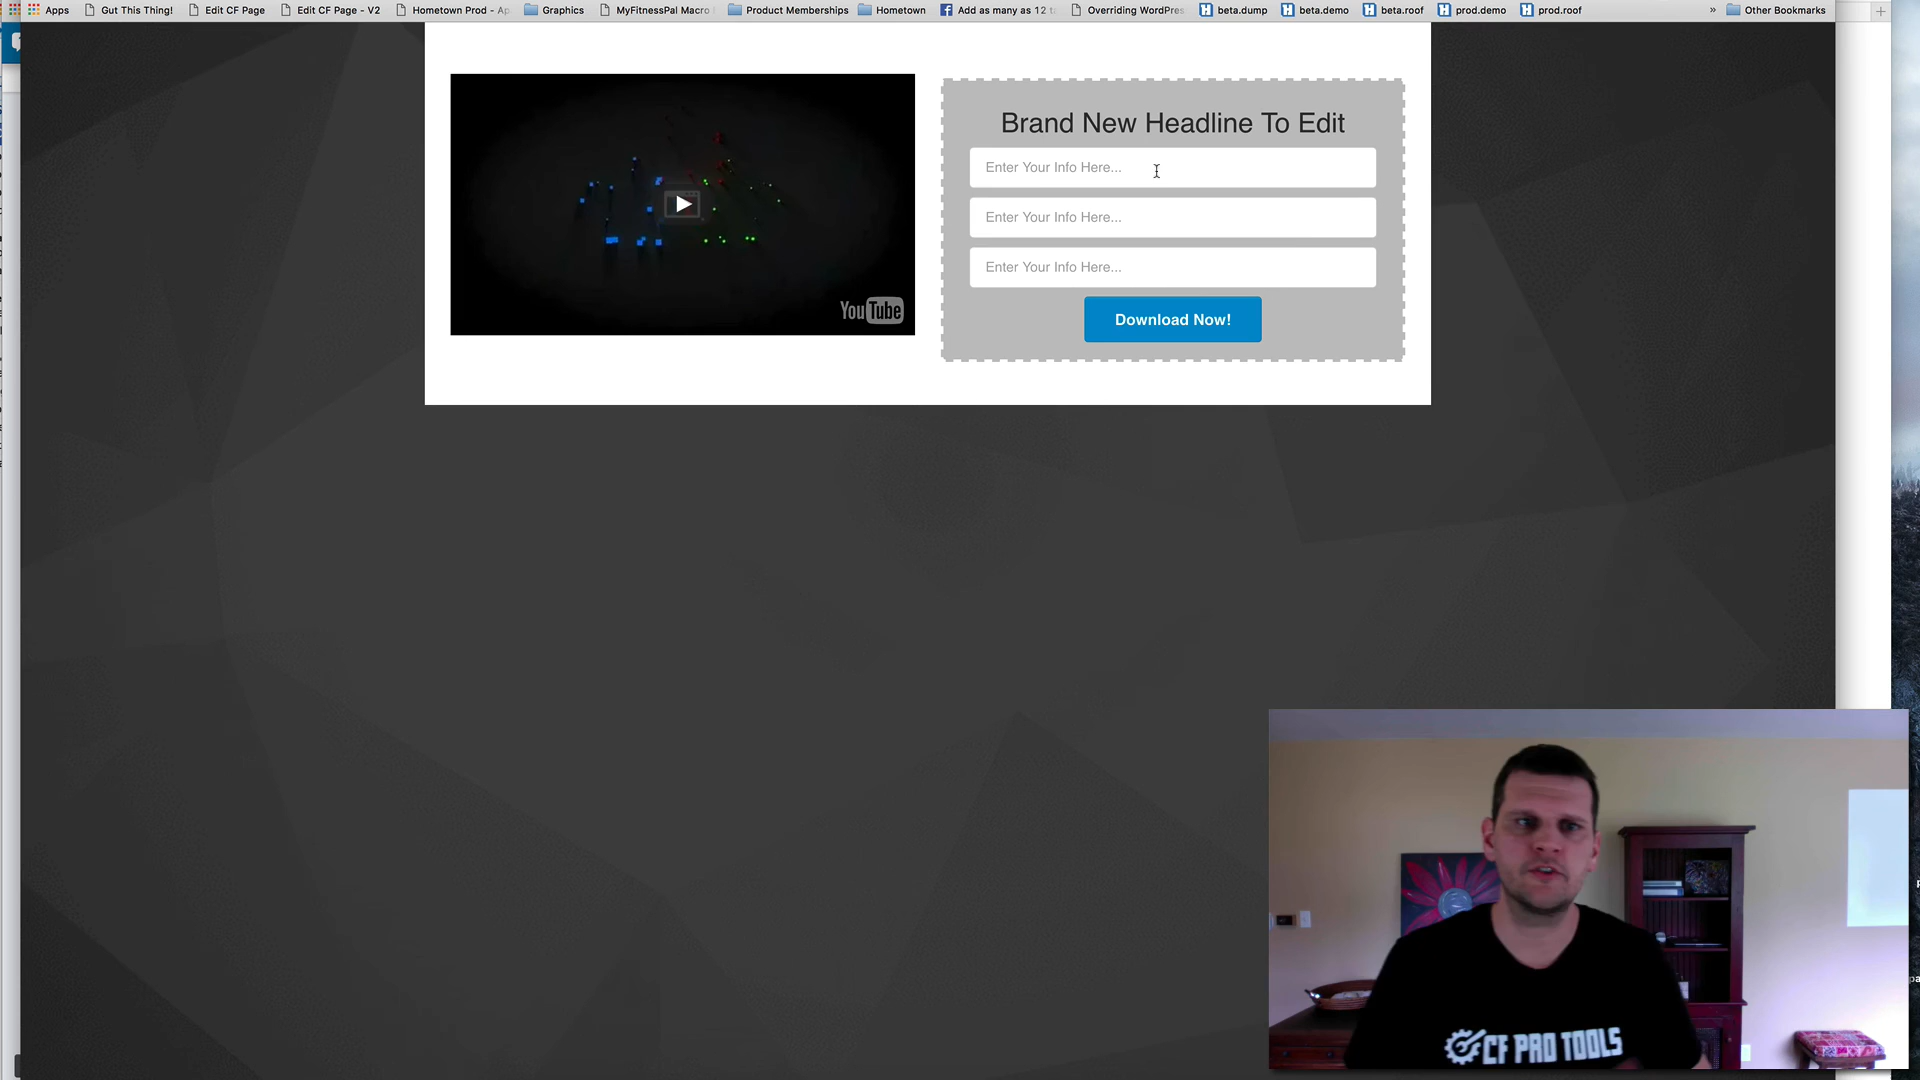 Apps Gut This Thing! Edit CF Page Edit CF Page - V2 Hometown Prod - Ap Graphics MyFitnessPal Macro Product Memberships Hometown Add as many as 12 Overriding WordPre beta.dump beta.demo beta.roof prod.demo prod.roof » Other Bookmarks
Brand New Headline To Edit
Enter Your Info Here...
Enter Your Info Here...
Enter Your Info Here...
Download Now!
YouTube
CF PRO TOOLS